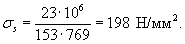 σₛ = 23·10⁶ / 153·769 = 198 Н/мм².